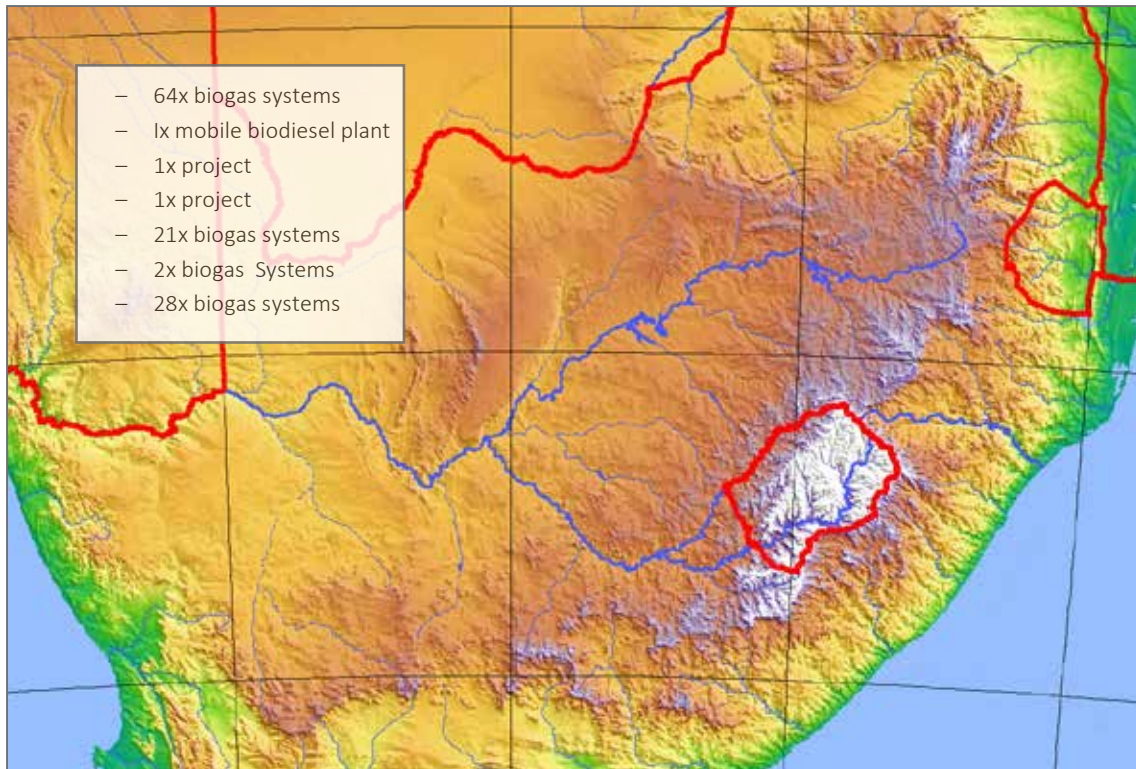 – 64x biogas systems
– Ix mobile biodiesel plant
– 1x project
– 1x project
– 21x biogas systems
– 2x biogas  Systems
– 28x biogas systems